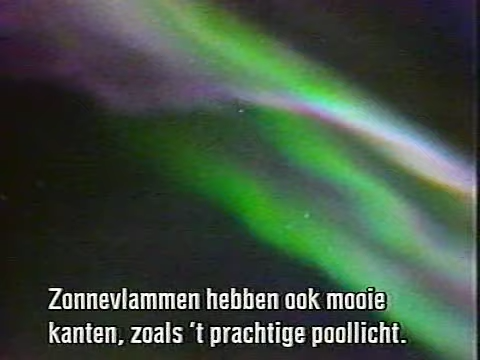 Zonnevlammen hebben ook mooie
kanten, zoals 't prachtige poollicht.